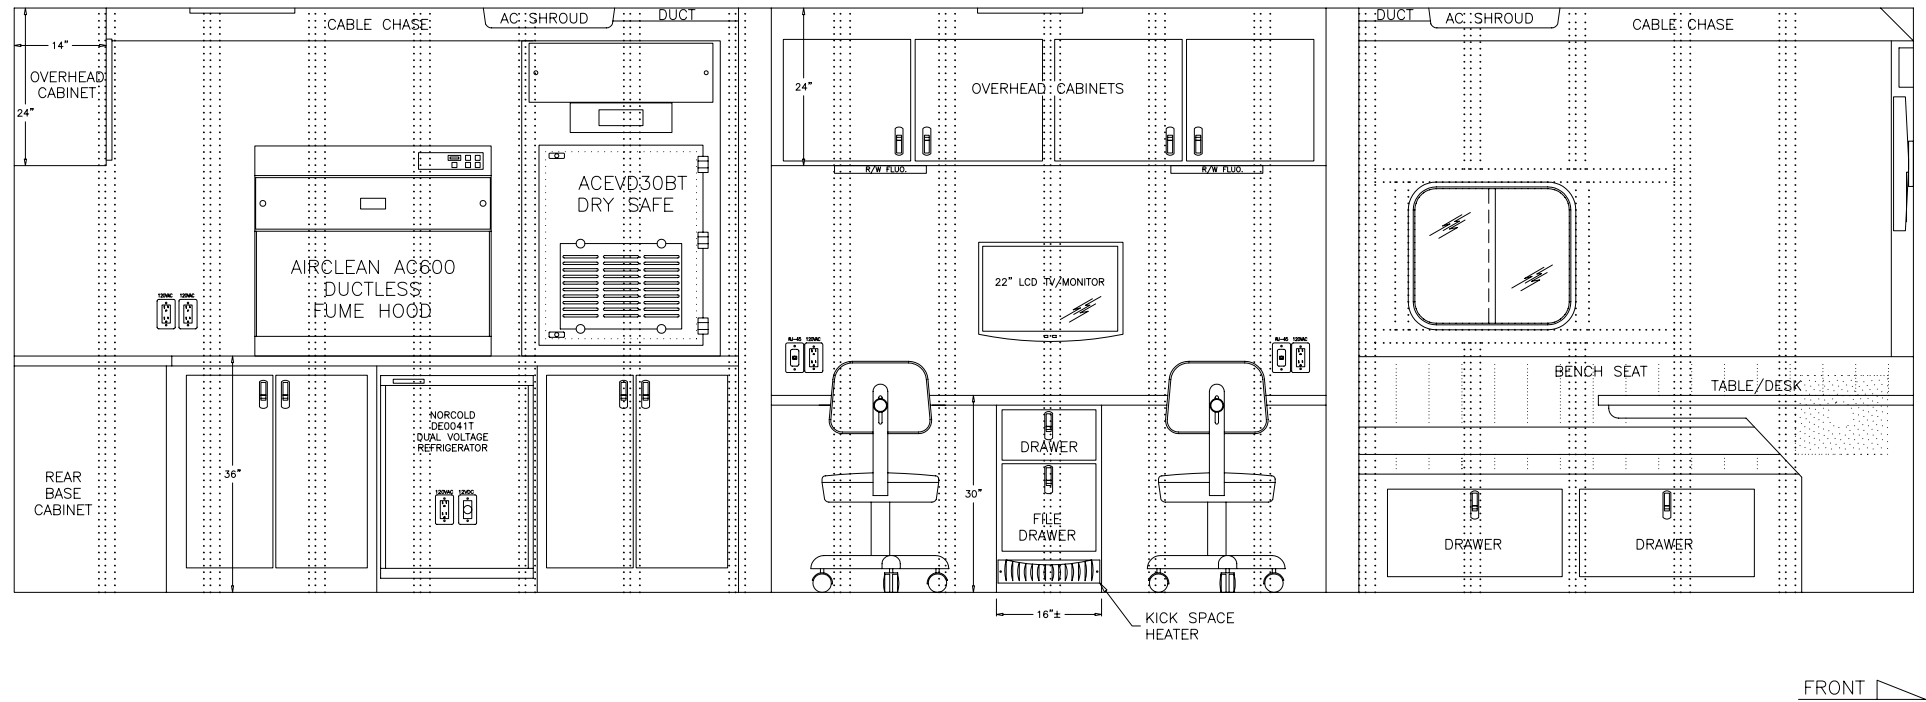 CABLE CHASE
AC SHROUD
DUCT
14"
OVERHEAD
CABINET
24"
ACEVD30BT
DRY SAFE
AIRCLEAN AC600
DUCTLESS
FUME HOOD
120VAC
120VAC
NORCOLD
DE0041T
DUAL VOLTAGE
REFRIGERATOR
36"
REAR
BASE
CABINET
120VAC
12VDC
24"
OVERHEAD CABINETS
R/W FLUO.
R/W FLUO.
22" LCD TV/MONITOR
RJ-45
120VAC
RJ-45
120VAC
DRAWER
30"
FILE
DRAWER
16"±
KICK SPACE
HEATER
DUCT
AC SHROUD
CABLE CHASE
BENCH SEAT
TABLE/DESK
DRAWER
DRAWER
FRONT